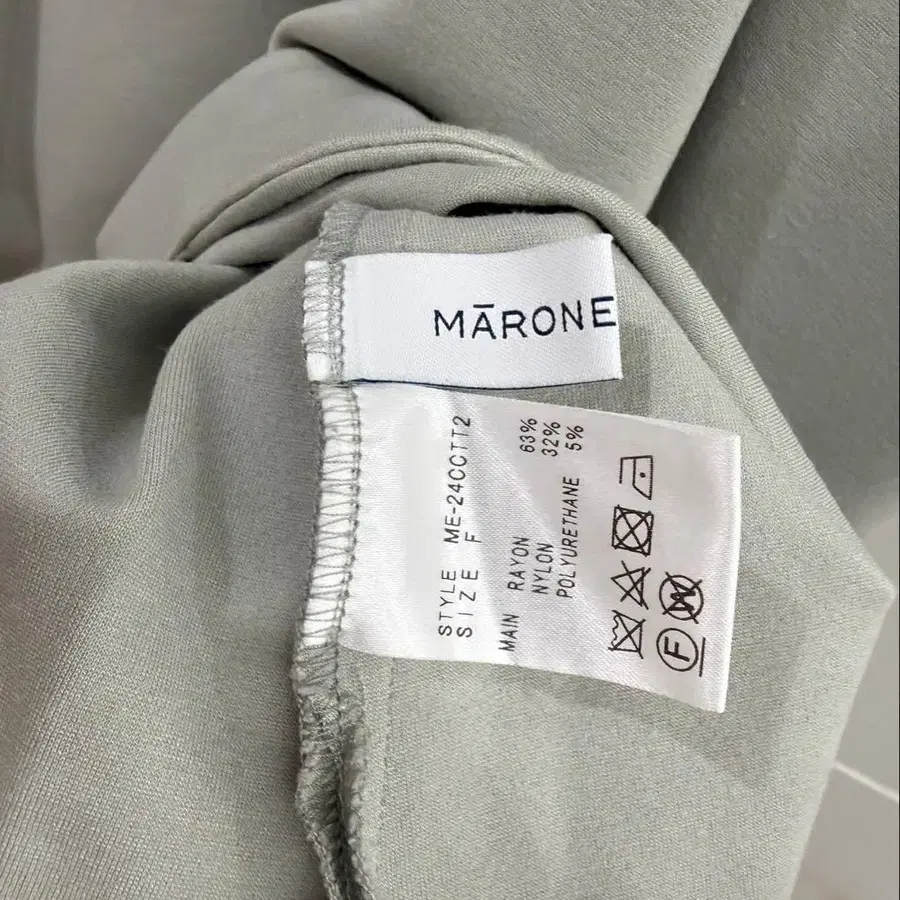 MĀRONE
STYLE ME-24CCTT2
SIZE F
MAIN RAYON 63%
NYLON 32%
POLYURETHANE 5%
F W